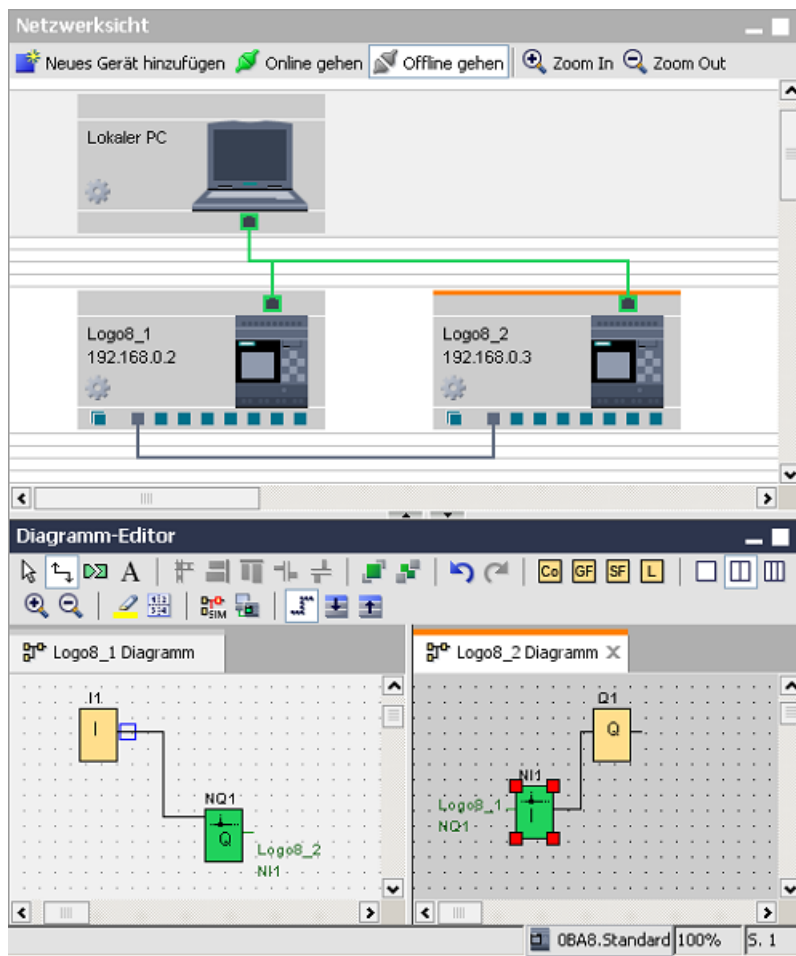 Netzwerksicht
Neues Gerät hinzufügen Online gehen Offline gehen Zoom In Zoom Out
Lokaler PC
Logo8_1
192.168.0.2
Logo8_2
192.168.0.3
Diagramm-Editor
A Co GF SF L
SIM
Logo8_1 Diagramm
I1
I
NQ1
Q
Logo8_2
NI1
Logo8_2 Diagramm
Q1
Q
NI1
I
Logo8_1
NQ1
0BA8.Standard 100% S. 1